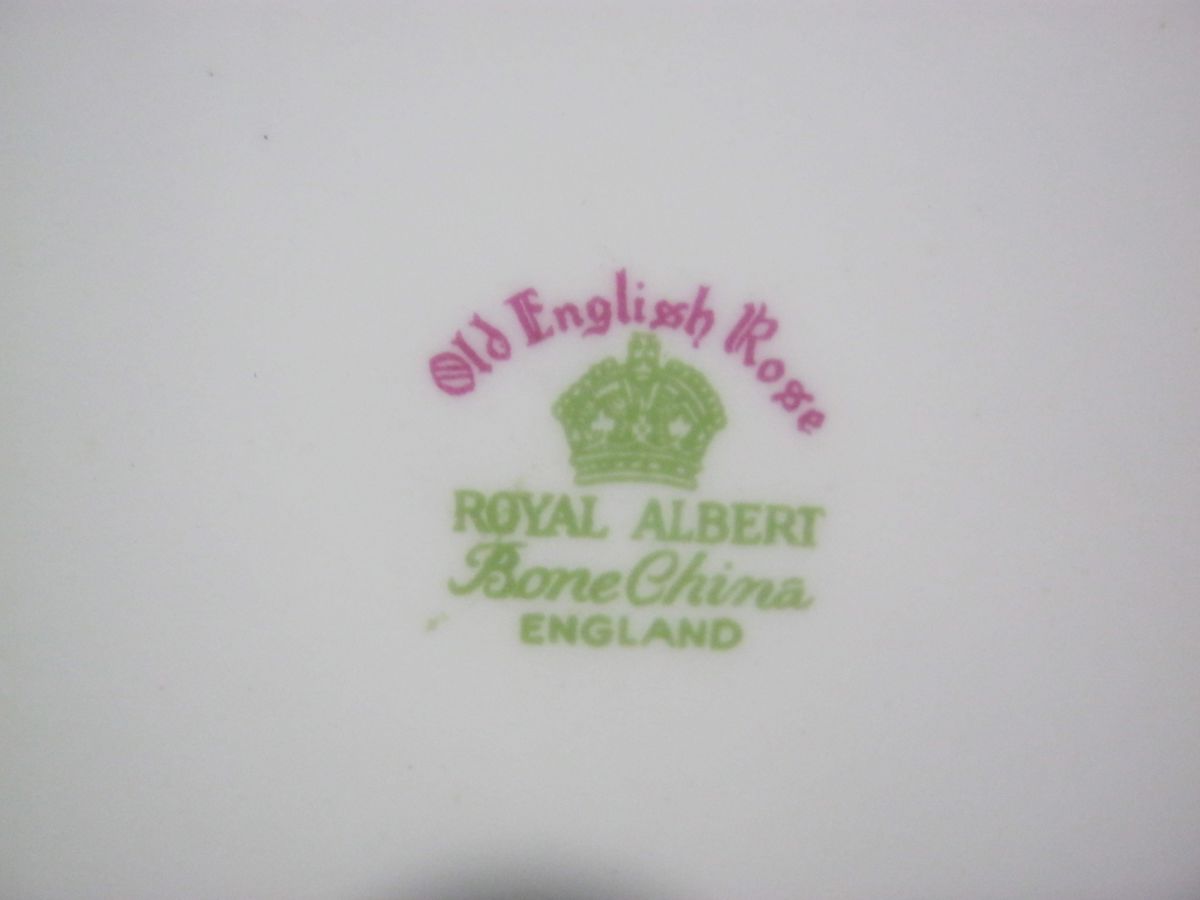 Old English Rose
ROYAL ALBERT
Bone China
ENGLAND